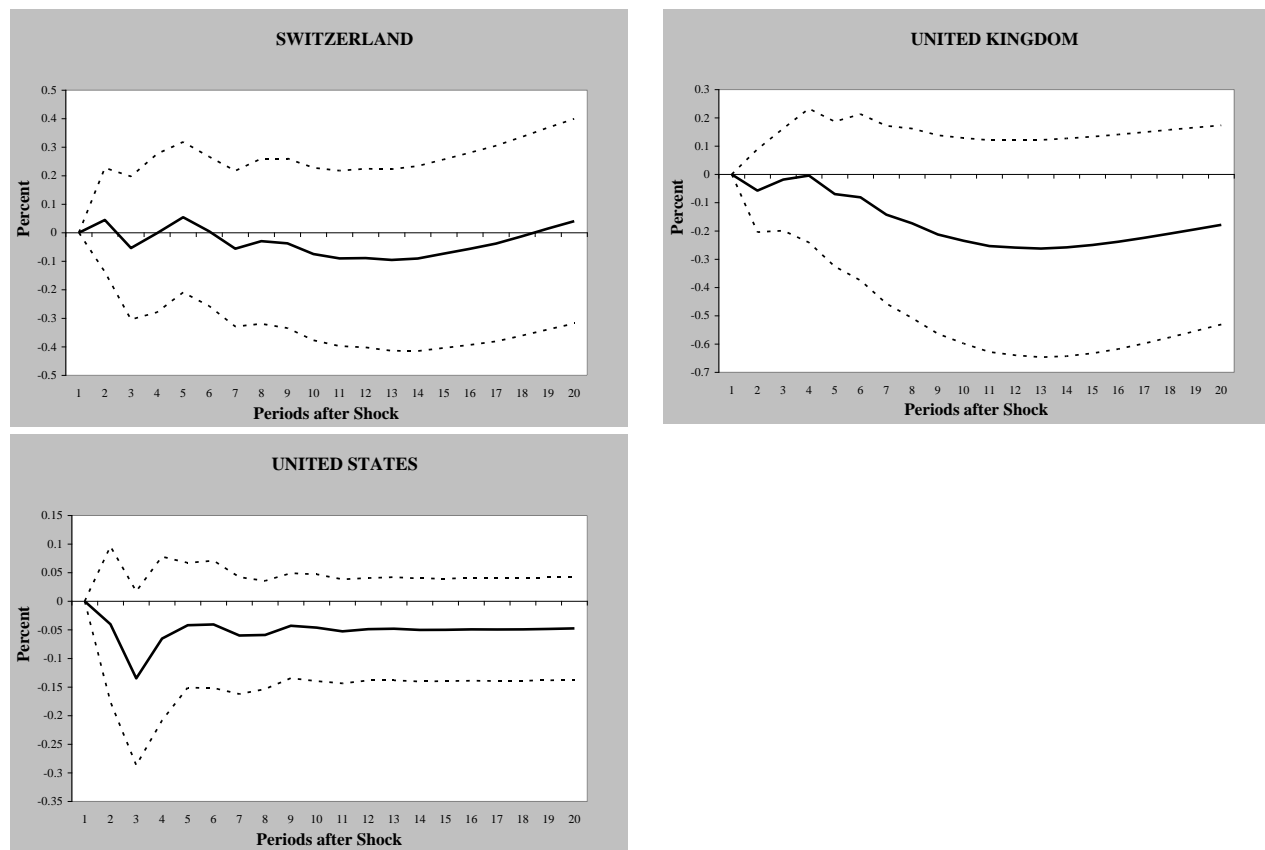 SWITZERLAND
0.5
0.4
0.3
0.2
0.1
0
-0.1
-0.2
-0.3
-0.4
-0.5
Percent
1 2 3 4 5 6 7 8 9 10 11 12 13 14 15 16 17 18 19 20
Periods after Shock
UNITED KINGDOM
0.3
0.2
0.1
0
-0.1
-0.2
-0.3
-0.4
-0.5
-0.6
-0.7
Percent
1 2 3 4 5 6 7 8 9 10 11 12 13 14 15 16 17 18 19 20
Periods after Shock
UNITED STATES
0.15
0.1
0.05
0
-0.05
-0.1
-0.15
-0.2
-0.25
-0.3
-0.35
Percent
1 2 3 4 5 6 7 8 9 10 11 12 13 14 15 16 17 18 19 20
Periods after Shock